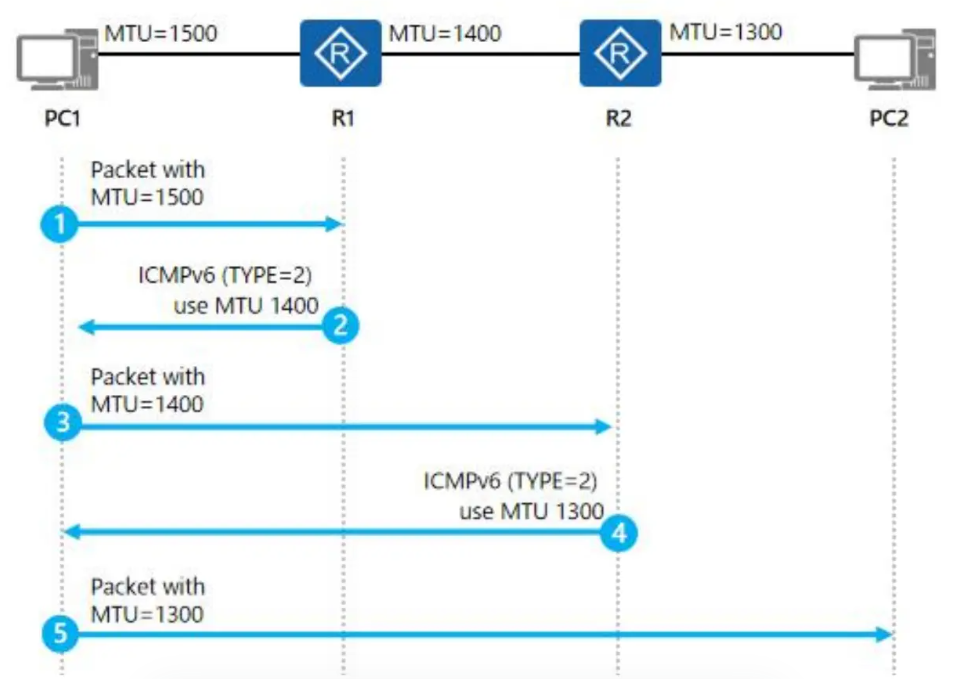 MTU=1500
MTU=1400
MTU=1300
R
R
PC1
R1
R2
PC2
Packet with
MTU=1500
1
ICMPv6 (TYPE=2)
use MTU 1400
2
Packet with
MTU=1400
3
ICMPv6 (TYPE=2)
use MTU 1300
4
Packet with
MTU=1300
5